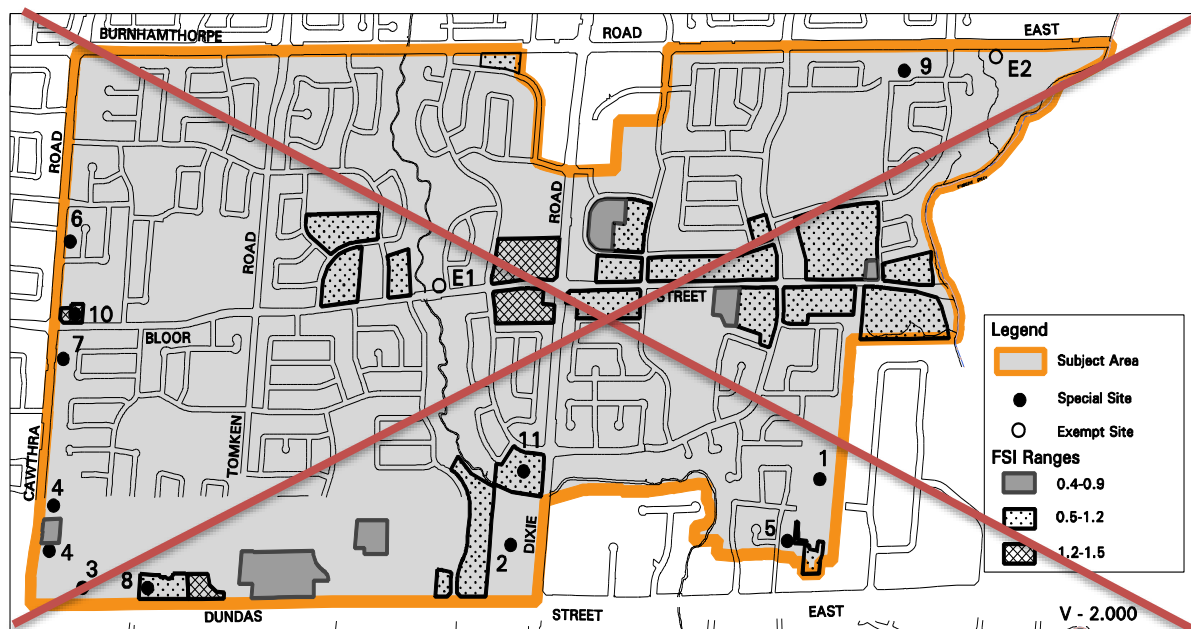 BURNHAMTHORPE ROAD EAST
9
E2
ROAD
6
ROAD
ROAD
E1
STREET
10
BLOOR
7
Legend
Subject Area
Special Site
Exempt Site
FSI Ranges
0.4-0.9
0.5-1.2
1.2-1.5
CAWTHRA
TOMKEN
11
1
4
5
DIXIE
4
2
3
8
DUNDAS STREET EAST
V - 2.000